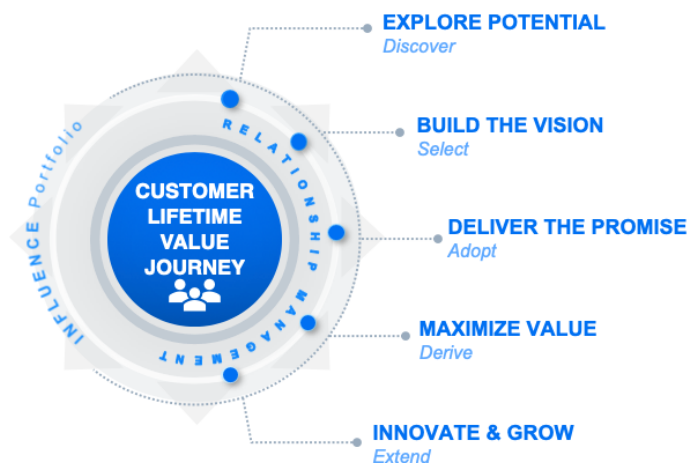 EXPLORE POTENTIAL
Discover
BUILD THE VISION
Select
DELIVER THE PROMISE
Adopt
MAXIMIZE VALUE
Derive
INNOVATE & GROW
Extend
INFLUENCE Portfolio
RELATIONSHIP MANAGEMENT
CUSTOMER
LIFETIME
VALUE
JOURNEY